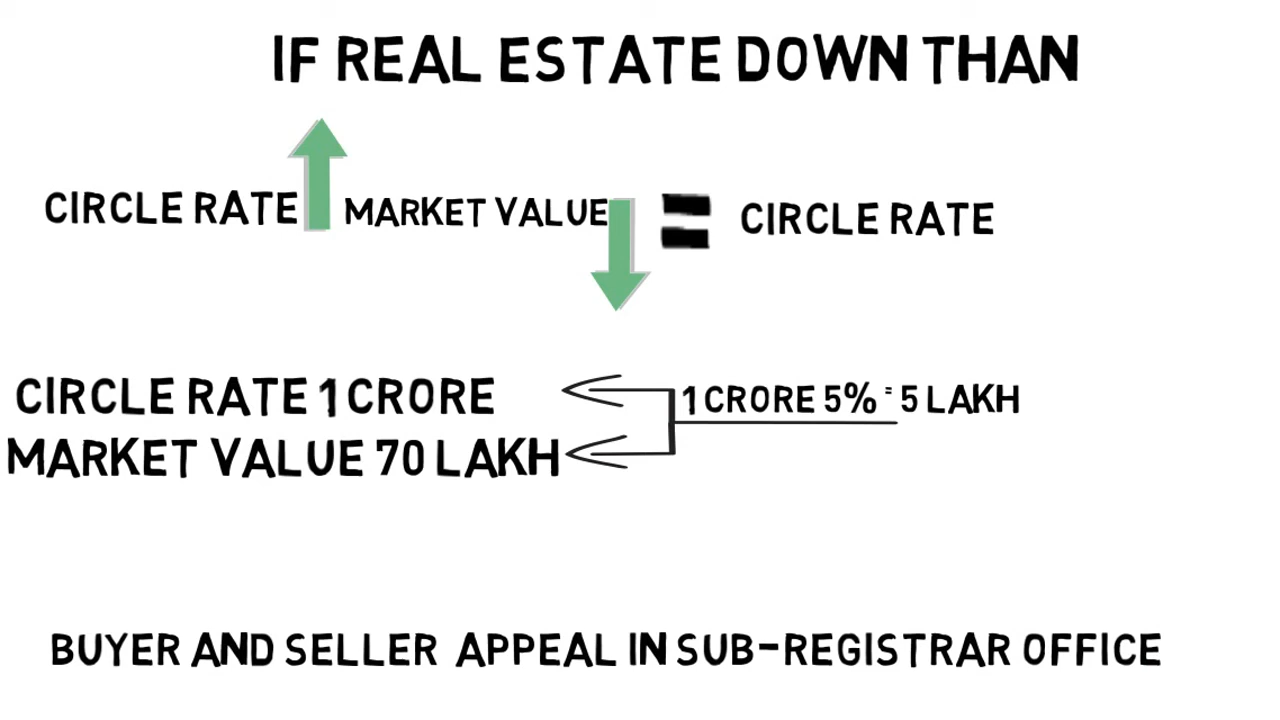 IF REAL ESTATE DOWN THAN
CIRCLE RATE MARKET VALUE = CIRCLE RATE
CIRCLE RATE 1 CRORE
1 CRORE 5% = 5 LAKH
MARKET VALUE 70 LAKH
BUYER AND SELLER APPEAL IN SUB-REGISTRAR OFFICE